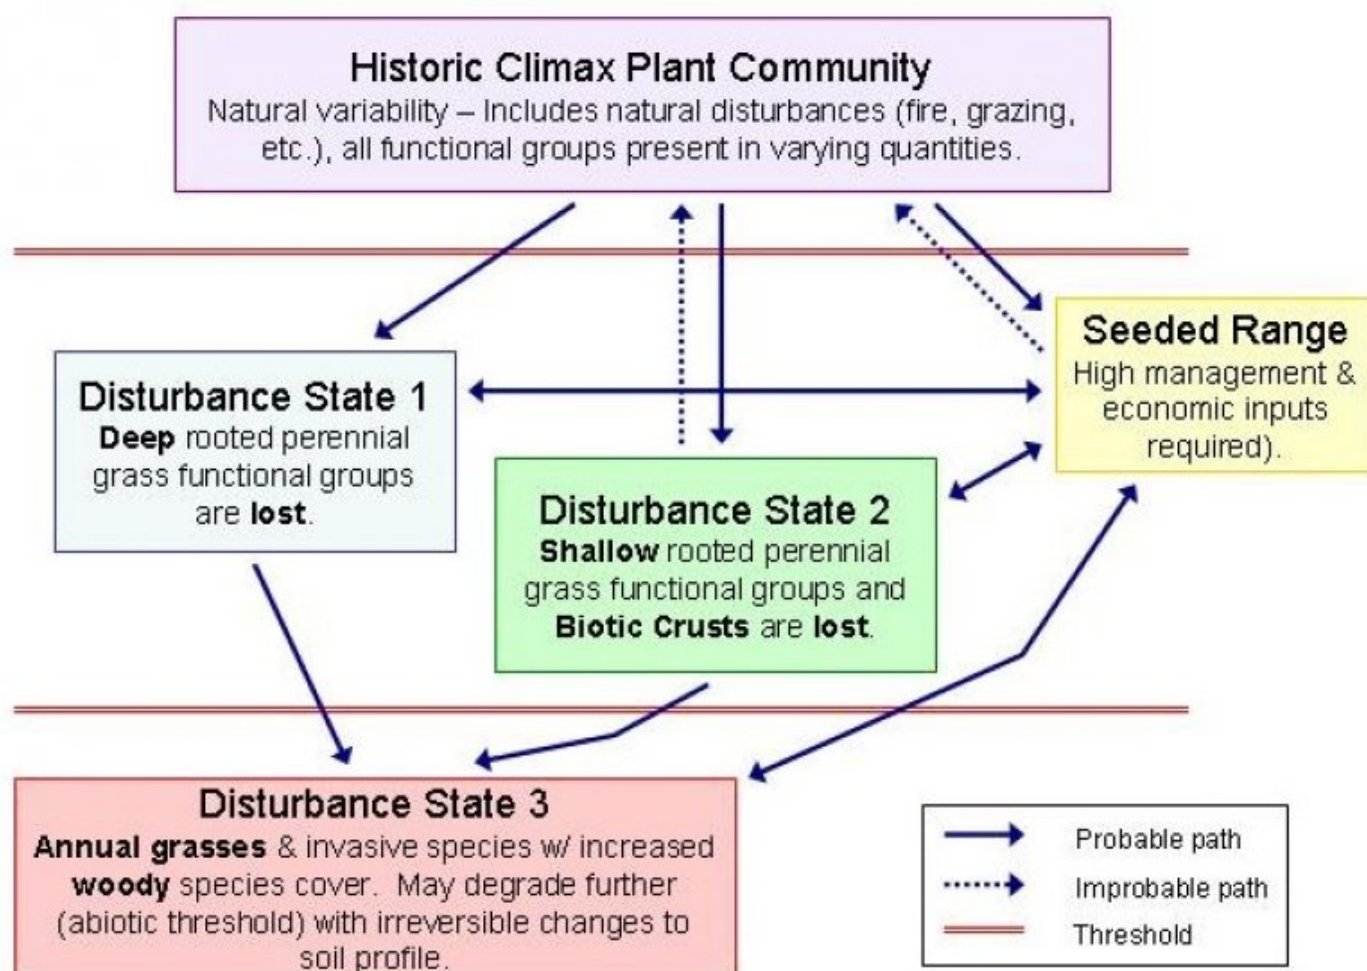 Historic Climax Plant Community
Natural variability – Includes natural disturbances (fire, grazing,
etc.), all functional groups present in varying quantities.
Seeded Range
High management &
economic inputs
required).
Disturbance State 1
Deep rooted perennial
grass functional groups
are lost.
Disturbance State 2
Shallow rooted perennial
grass functional groups and
Biotic Crusts are lost.
Disturbance State 3
Annual grasses & invasive species w/ increased
woody species cover. May degrade further
(abiotic threshold) with irreversible changes to
soil profile.
Probable path
Improbable path
Threshold